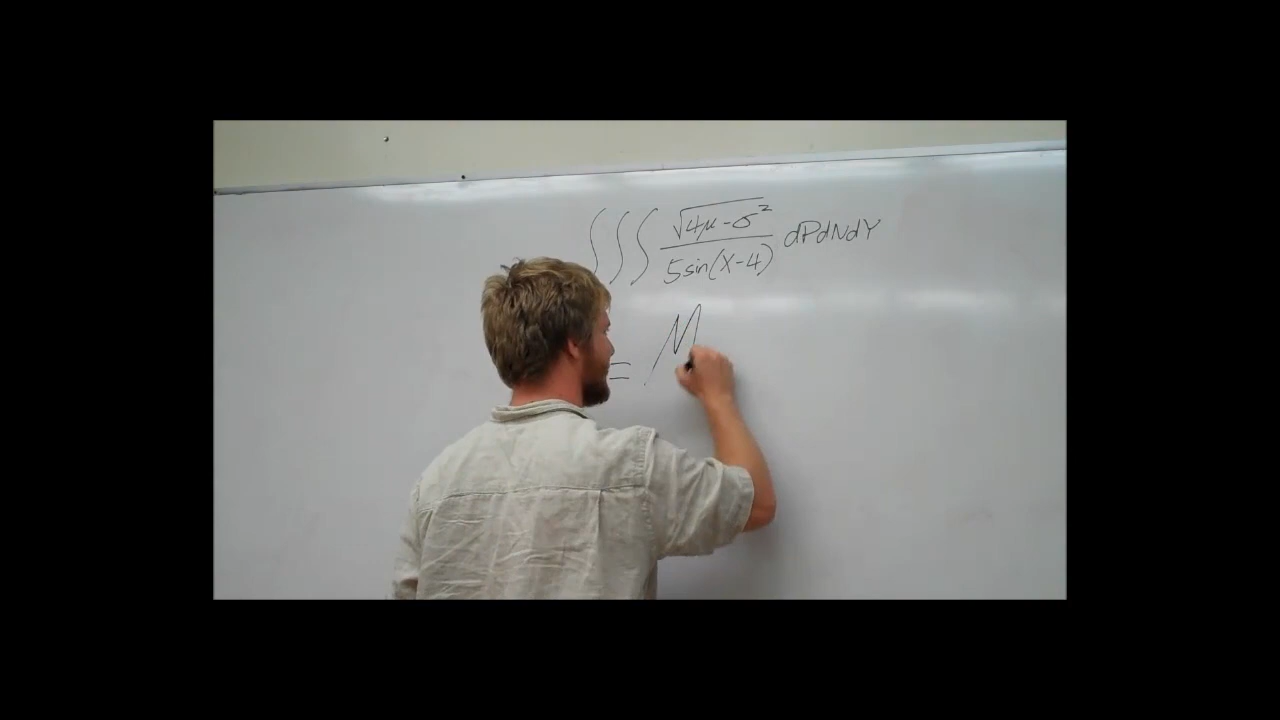 ∫∫∫ √(4μ-σ²) / 5sin(X-4) dPdNdY
= M